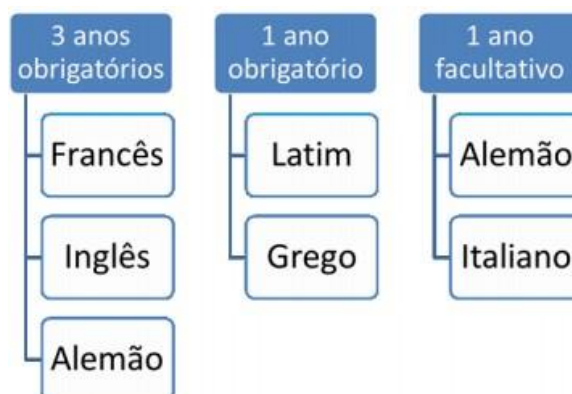 3 anos
obrigatórios
Francês
Inglês
Alemão
1 ano
obrigatório
Latim
Grego
1 ano
facultativo
Alemão
Italiano